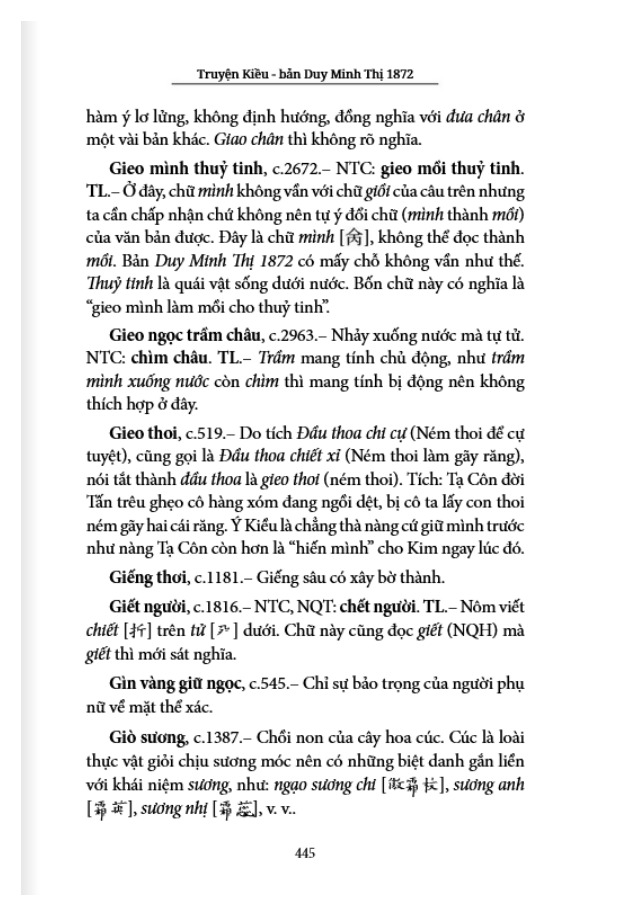 Truyện Kiều - bản Duy Minh Thị 1872
hàm ý lơ lửng, không định hướng, đồng nghĩa với đưa chân ở
một vài bản khác. Giao chân thì không rõ nghĩa.
Gieo mình thuỷ tinh, c.2672.– NTC: gieo mồi thuỷ tinh.
TL.– Ở đây, chữ mình không vần với chữ giồi của câu trên nhưng
ta cần chấp nhận chứ không nên tự ý đổi chữ (mình thành mồi)
của văn bản được. Đây là chữ mình [], không thể đọc thành
mồi. Bản Duy Minh Thị 1872 có mấy chỗ không vần như thế.
Thuỷ tinh là quái vật sống dưới nước. Bốn chữ này có nghĩa là
“gieo mình làm mồi cho thuỷ tinh”.
Gieo ngọc trầm châu, c.2963.– Nhảy xuống nước mà tự tử.
NTC: chìm châu. TL.– Trầm mang tính chủ động, như trầm
mình xuống nước còn chìm thì mang tính bị động nên không
thích hợp ở đây.
Gieo thoi, c.519.– Do tích Đầu thoa chi cự (Ném thoi để cự
tuyệt), cũng gọi là Đầu thoa chiết xỉ (Ném thoi làm gãy răng),
nói tắt thành đầu thoa là gieo thoi (ném thoi). Tích: Tạ Côn đời
Tấn trêu ghẹo cô hàng xóm đang ngồi dệt, bị cô ta lấy con thoi
ném gãy hai cái răng. Ý Kiều là chẳng thà nàng cứ giữ mình trước
như nàng Tạ Côn còn hơn là “hiến mình” cho Kim ngay lúc đó.
Giếng thơi, c.1181.– Giếng sâu có xây bờ thành.
Giết người, c.1816.– NTC, NQT: chết người. TL.– Nôm viết
chiết [折] trên tử [] dưới. Chữ này cũng đọc giết (NQH) mà
giết thì mới sát nghĩa.
Gìn vàng giữ ngọc, c.545.– Chỉ sự bảo trọng của người phụ
nữ về mặt thể xác.
Giò sương, c.1387.– Chồi non của cây hoa cúc. Cúc là loài
thực vật giỏi chịu sương móc nên có những biệt danh gắn liền
với khái niệm sương, như: ngạo sương chi [傲霜枝], sương anh
[霜英], sương nhị [霜蕊], v. v..
445